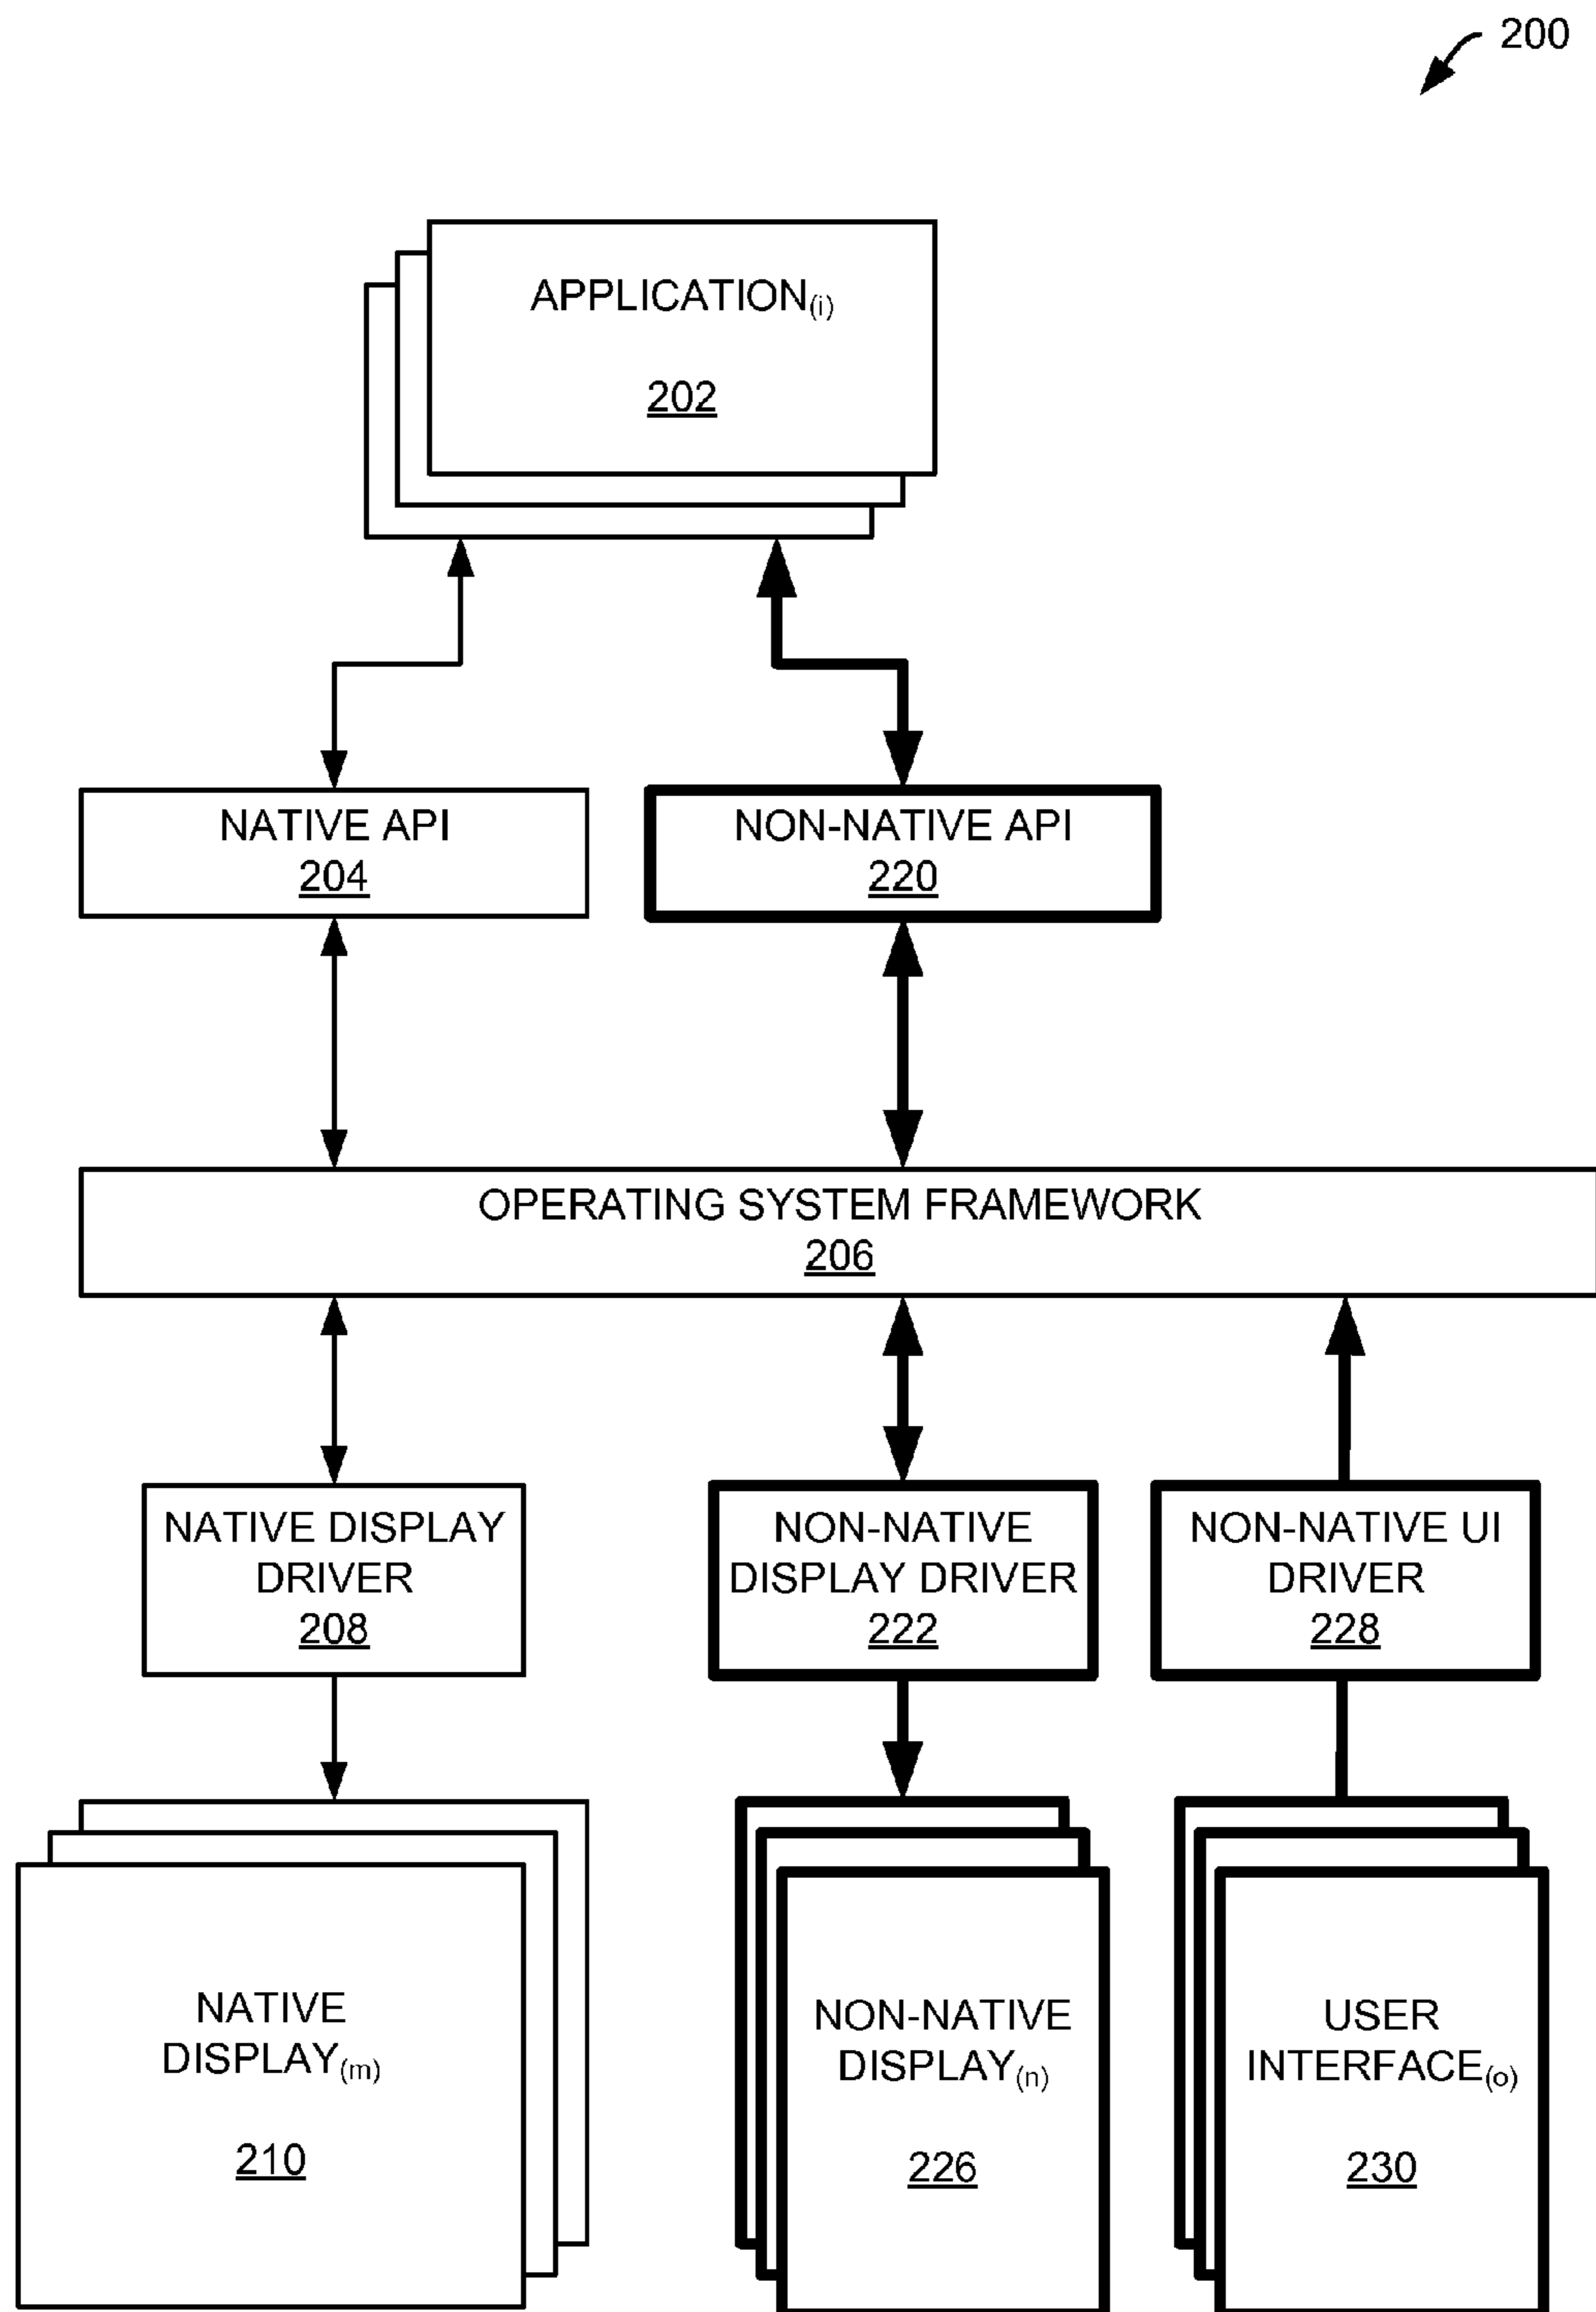 200
APPLICATION(i)
202
NATIVE API
204
NON-NATIVE API
220
OPERATING SYSTEM FRAMEWORK
206
NATIVE DISPLAY
DRIVER
208
NON-NATIVE
DISPLAY DRIVER
222
NON-NATIVE UI
DRIVER
228
NATIVE
DISPLAY(m)
210
NON-NATIVE
DISPLAY(n)
226
USER
INTERFACE(o)
230